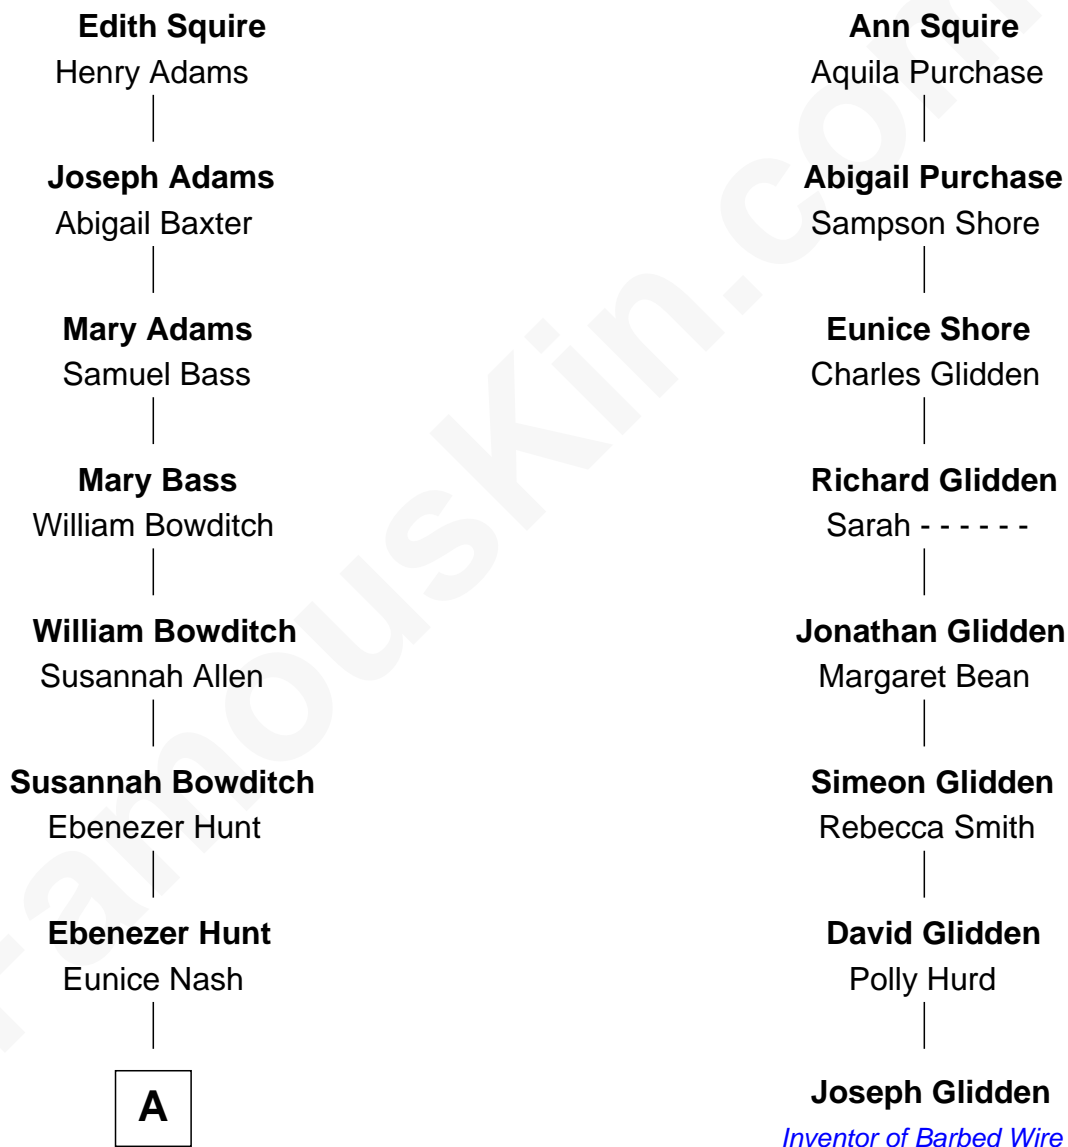 Edith Squire
Henry Adams
Joseph Adams
Abigail Baxter
Mary Adams
Samuel Bass
Mary Bass
William Bowditch
William Bowditch
Susannah Allen
Susannah Bowditch
Ebenezer Hunt
Ebenezer Hunt
Eunice Nash
A
Ann Squire
Aquila Purchase
Abigail Purchase
Sampson Shore
Eunice Shore
Charles Glidden
Richard Glidden
Sarah - - - - - -
Jonathan Glidden
Margaret Bean
Simeon Glidden
Rebecca Smith
David Glidden
Polly Hurd
Joseph Glidden
Inventor of Barbed Wire
FamousKin.com